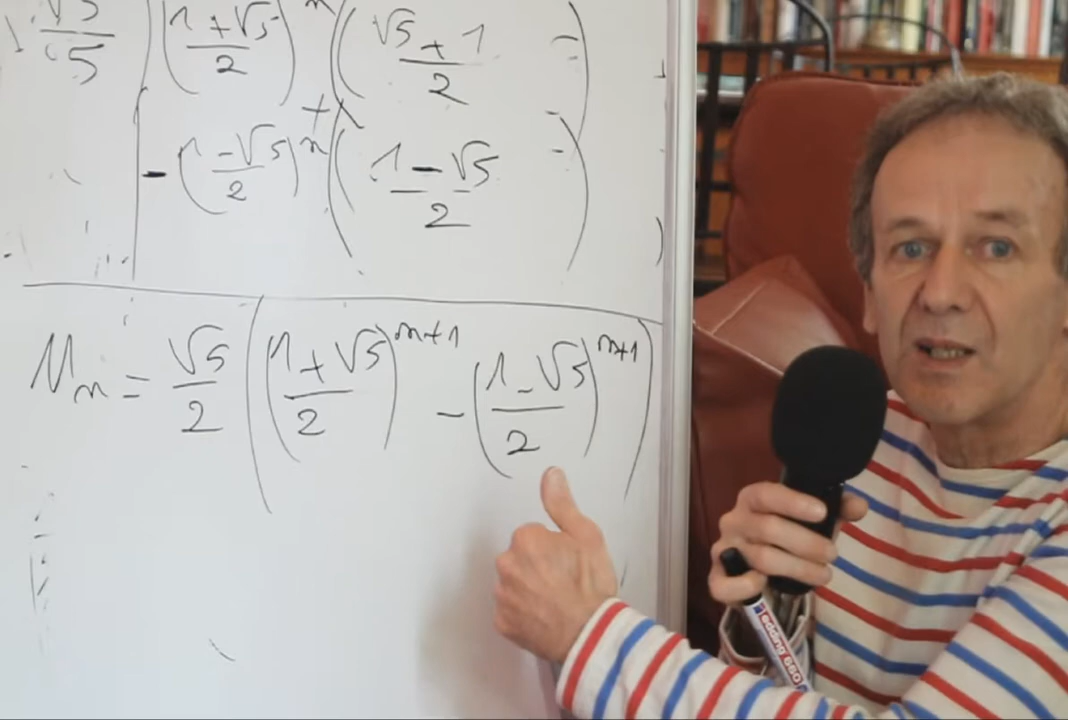 √5/5 ((1+√5)/2)^n ((√5+1)/2)
- ((1-√5)/2)^n ((1-√5)/2)
U_n = √5/2 (((1+√5)/2)^(n+1) - ((1-√5)/2)^(n+1))
edding 660